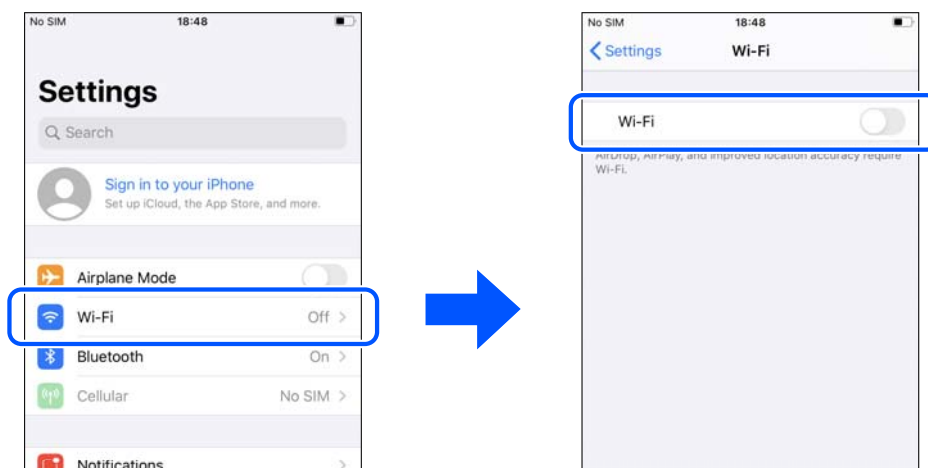 No SIM 18:48
Settings
Search
Sign in to your iPhone
Set up iCloud, the App Store, and more.
Airplane Mode
Wi-Fi Off
Bluetooth On
Cellular No SIM
Notifications
No SIM 18:48
Settings Wi-Fi
Wi-Fi
AirDrop, AirPlay, and improved location accuracy require
Wi-Fi.